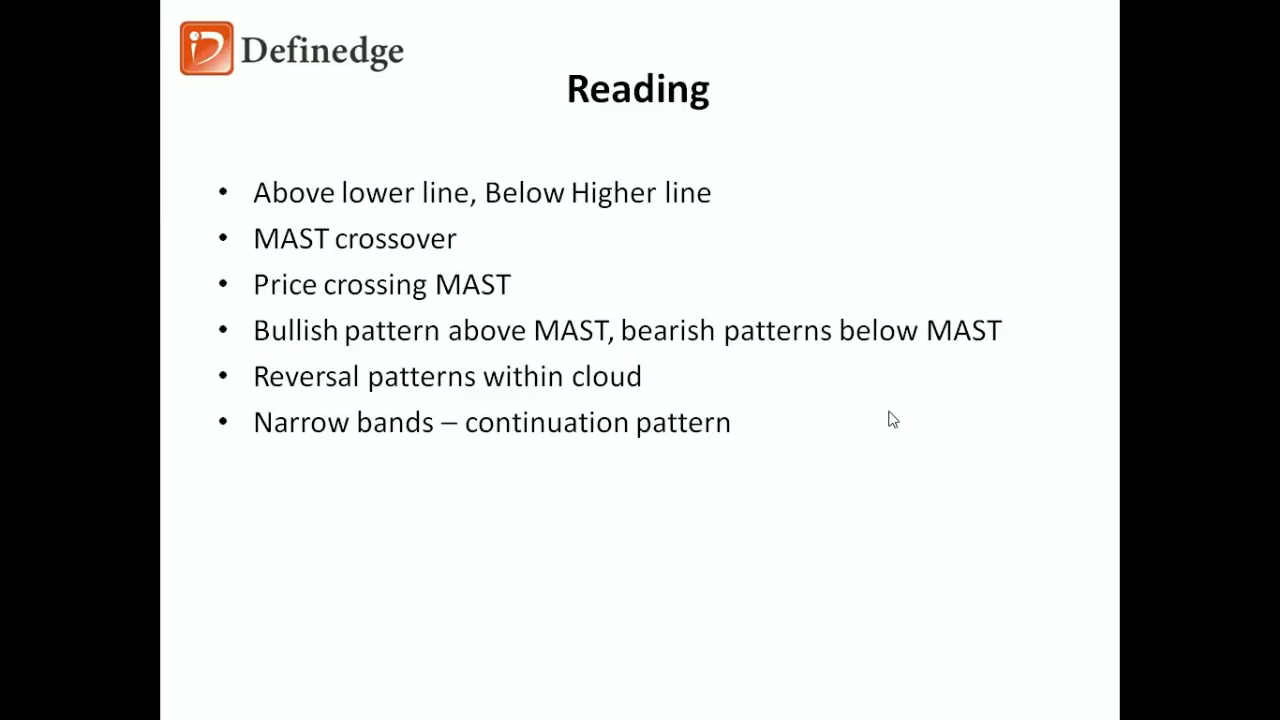 Definedge
Reading
• Above lower line, Below Higher line
• MAST crossover
• Price crossing MAST
• Bullish pattern above MAST, bearish patterns below MAST
• Reversal patterns within cloud
• Narrow bands – continuation pattern